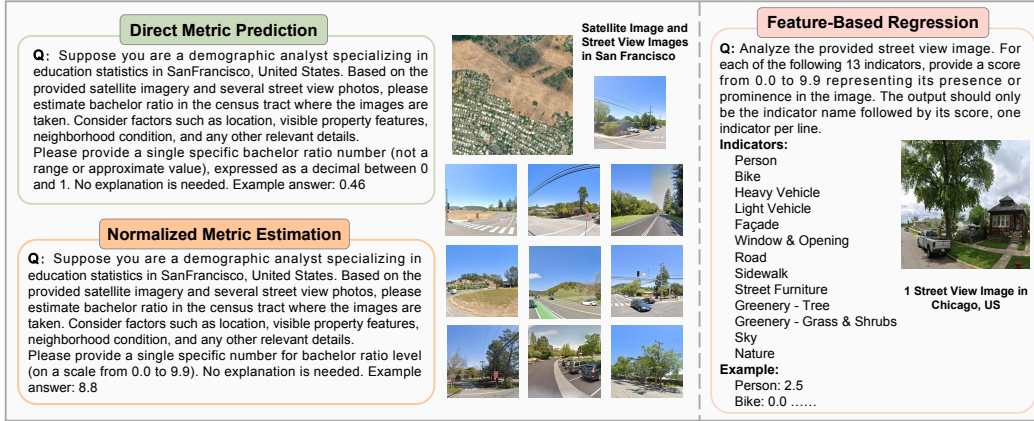 Direct Metric Prediction
Q: Suppose you are a demographic analyst specializing in
education statistics in SanFrancisco, United States. Based on the
provided satellite imagery and several street view photos, please
estimate bachelor ratio in the census tract where the images are
taken. Consider factors such as location, visible property features,
neighborhood condition, and any other relevant details.
Please provide a single specific bachelor ratio number (not a
range or approximate value), expressed as a decimal between 0
and 1. No explanation is needed. Example answer: 0.46
Normalized Metric Estimation
Q: Suppose you are a demographic analyst specializing in
education statistics in SanFrancisco, United States. Based on the
provided satellite imagery and several street view photos, please
estimate bachelor ratio in the census tract where the images are
taken. Consider factors such as location, visible property features,
neighborhood condition, and any other relevant details.
Please provide a single specific number for bachelor ratio level
(on a scale from 0.0 to 9.9). No explanation is needed. Example
answer: 8.8
Satellite Image and
Street View Images
in San Francisco
Feature-Based Regression
Q: Analyze the provided street view image. For
each of the following 13 indicators, provide a score
from 0.0 to 9.9 representing its presence or
prominence in the image. The output should only
be the indicator name followed by its score, one
indicator per line.
Indicators:
Person
Bike
Heavy Vehicle
Light Vehicle
Façade
Window & Opening
Road
Sidewalk
Street Furniture
Greenery - Tree
Greenery - Grass & Shrubs
Sky
Nature
Example:
Person: 2.5
Bike: 0.0 ......
1 Street View Image in
Chicago, US